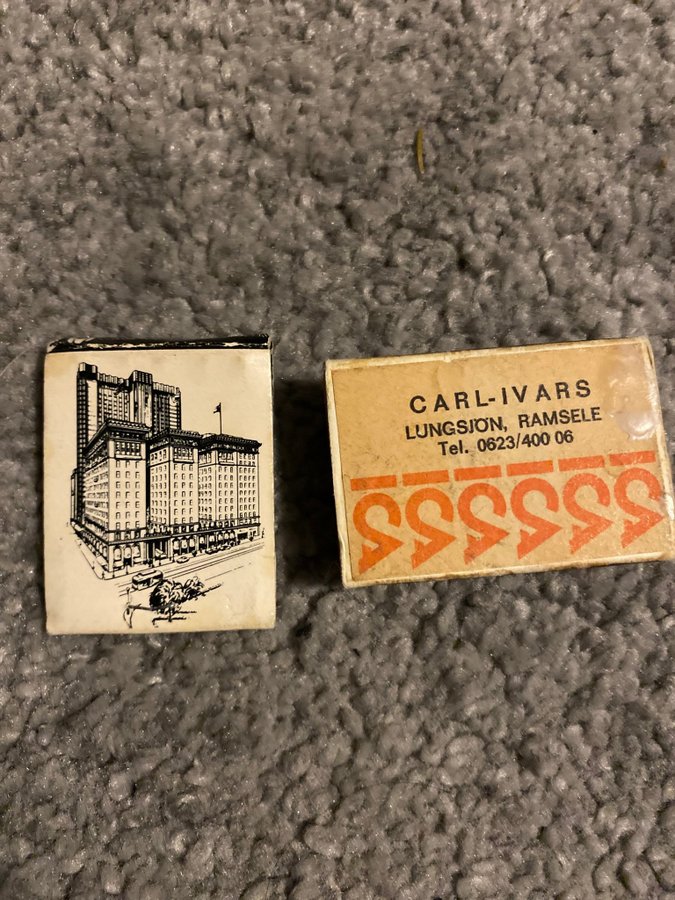 CARL-IVARS
LUNGSJÖN, RAMSELE
Tel. 0623/400 06